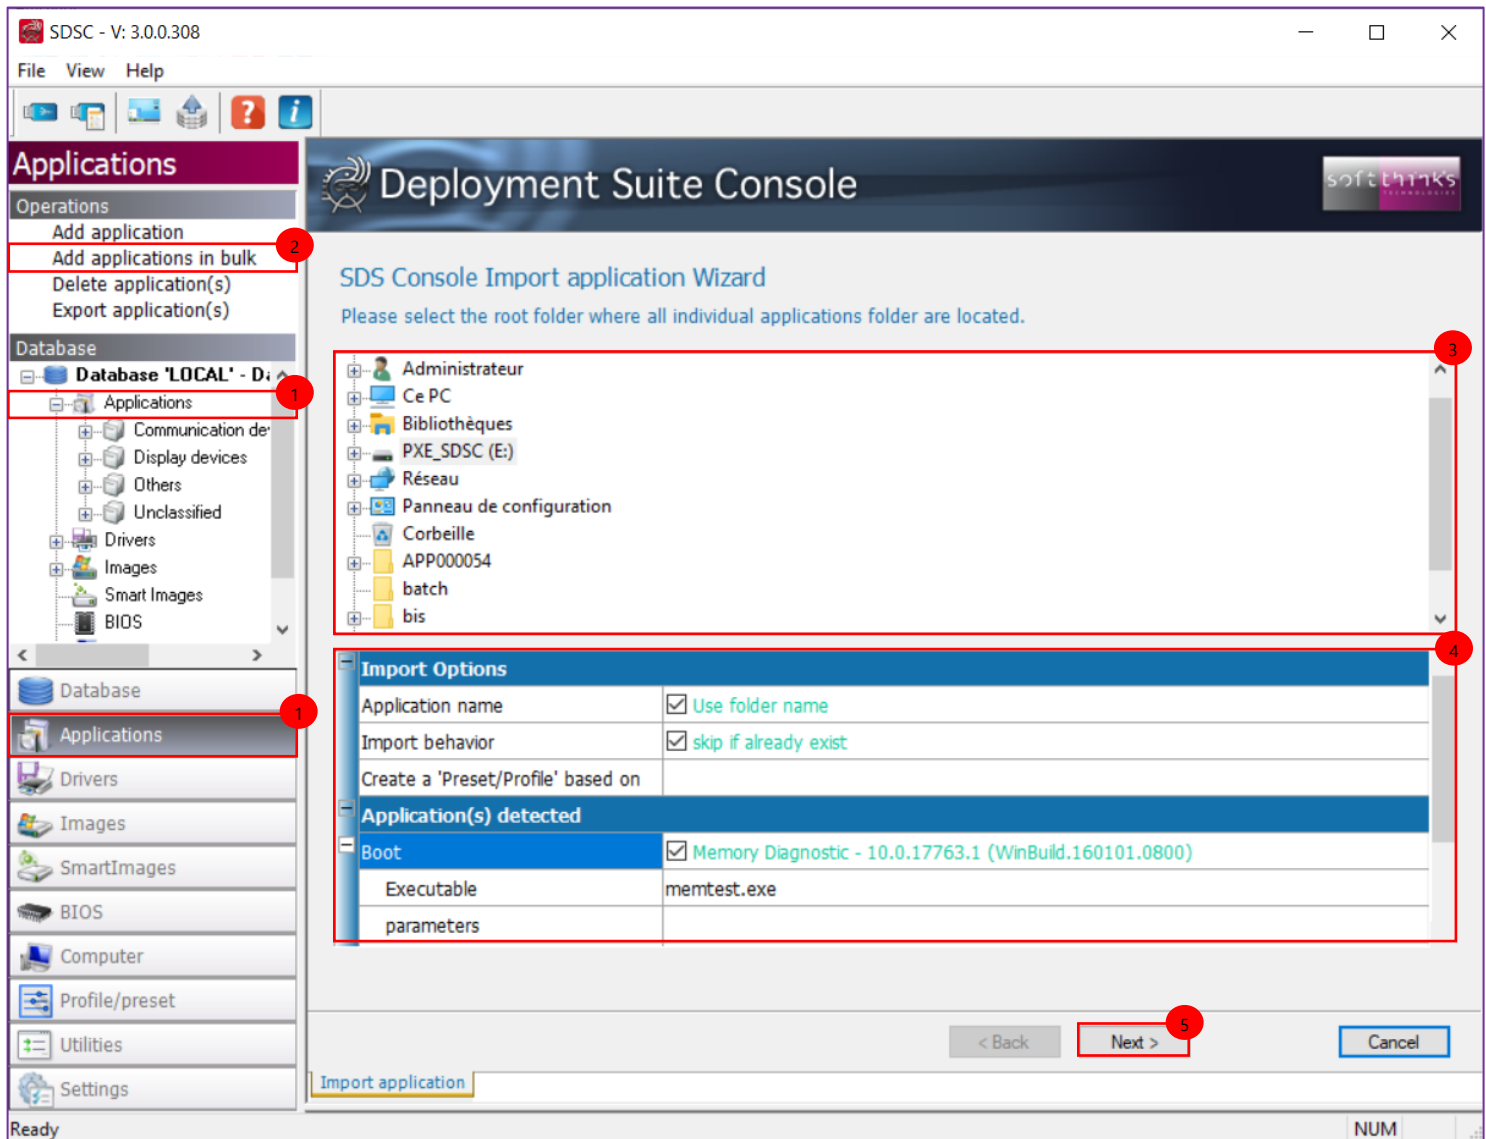 SDSC - V: 3.0.0.308
File View Help
Applications
Operations
Add application
2
Add applications in bulk
Delete application(s)
Export application(s)
Database
Database 'LOCAL' - Da
1
Applications
Communication de
Display devices
Others
Unclassified
Drivers
Images
Smart Images
BIOS
Database
1
Applications
Drivers
Images
SmartImages
BIOS
Computer
Profile/preset
Utilities
Settings
Deployment Suite Console
softthinks
TECHNOLOGIES
SDS Console Import application Wizard
Please select the root folder where all individual applications folder are located.
3
Administrateur
Ce PC
Bibliothèques
PXE_SDSC (E:)
Réseau
Panneau de configuration
Corbeille
APP000054
batch
bis
4
Import Options
Application name Use folder name
Import behavior skip if already exist
Create a 'Preset/Profile' based on
Application(s) detected
Boot Memory Diagnostic - 10.0.17763.1 (WinBuild.160101.0800)
Executable memtest.exe
parameters
5
< Back Next > Cancel
Import application
Ready NUM